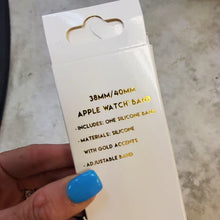 38MM/40MM
APPLE WATCH BAND
• INCLUDES: ONE SILICONE BAND
• MATERIALS: SILICONE
WITH GOLD ACCENTS
• ADJUSTABLE BAND